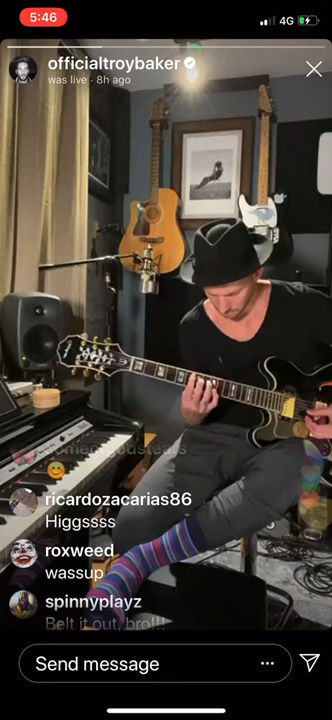 5:46
4G
officialtroybaker
was live · 8h ago
ricardozacarias86
Higgssss
roxweed
wassup
spinnyplayz
Belt it out, bro!!!
Send message